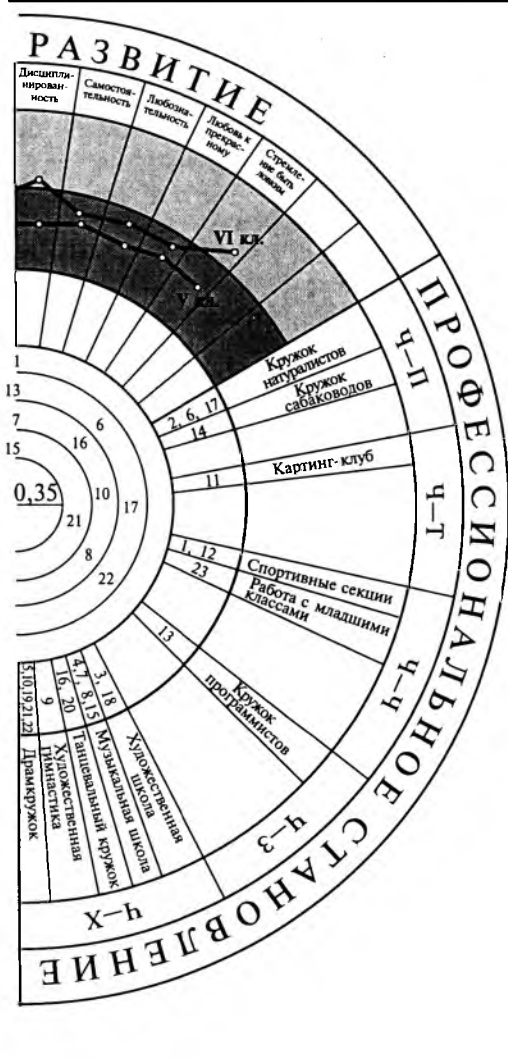 РАЗВИТИЕ
Дисципли-
нирован-
ность
Самосто-
ятельность
Любозна-
тельность
Любовь к
прекрас-
ному
Стремле-
ние быть
VI кл.
V кл.
ПРОФЕССИОНАЛЬНОЕ СТАНОВЛЕНИЕ
Ч–П
Кружок
натуралистов
2, 6, 17
Кружок
сабаководов
14
Ч–Т
Картинг-клуб
11
Ч–Ч
Спортивные секции
1, 12
Работа с младшими
классами
23
Ч–З
Кружок
программистов
13
Ч–Х
Художественная
школа
3, 18
Музыкальная школа
4,7, 8,15
Танцевальный кружок
16, 20
Художественная
гимнастика
9
Драмкружок
5,10,19,21,22
1
13
7
15
0,35
6
16
10
17
21
8
22